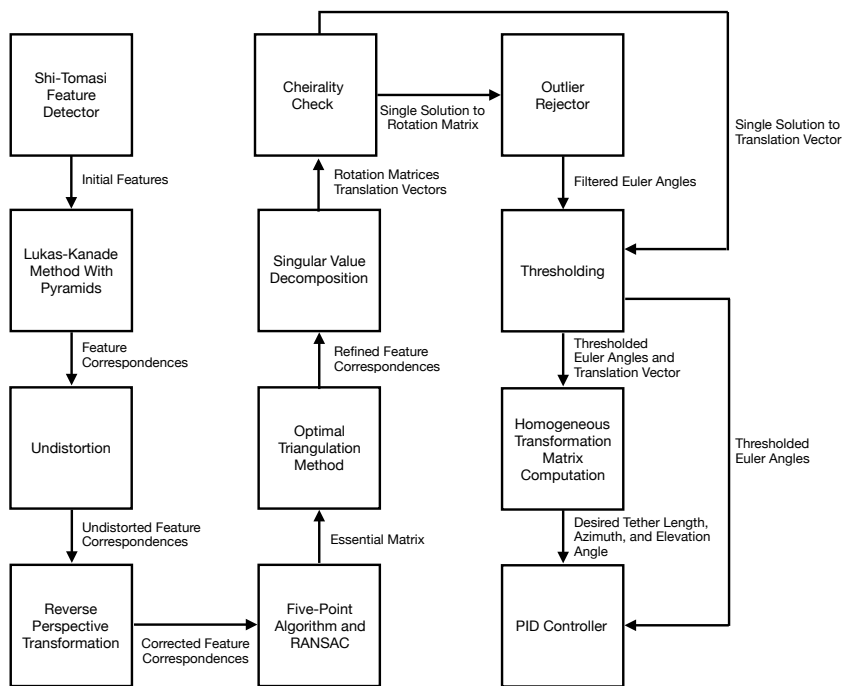 Shi-Tomasi
Feature
Detector
Initial Features
Lukas-Kanade
Method With
Pyramids
Feature
Correspondences
Undistortion
Undistorted Feature
Correspondences
Reverse
Perspective
Transformation
Corrected Feature
Correspondences
Five-Point
Algorithm and
RANSAC
Essential Matrix
Optimal
Triangulation
Method
Refined Feature
Correspondences
Singular Value
Decomposition
Rotation Matrices
Translation Vectors
Cheirality
Check
Single Solution to
Rotation Matrix
Outlier
Rejector
Filtered Euler Angles
Single Solution to
Translation Vector
Thresholding
Thresholded
Euler Angles and
Translation Vector
Homogeneous
Transformation
Matrix
Computation
Thresholded
Euler Angles
Desired Tether Length,
Azimuth, and Elevation
Angle
PID Controller